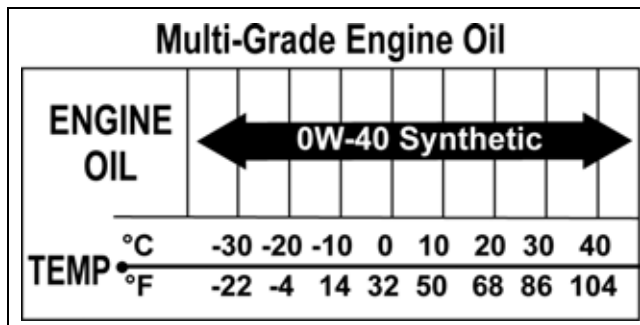 Multi-Grade Engine Oil
ENGINE
OIL
0W-40 Synthetic
TEMP
°C -30 -20 -10 0 10 20 30 40
°F -22 -4 14 32 50 68 86 104